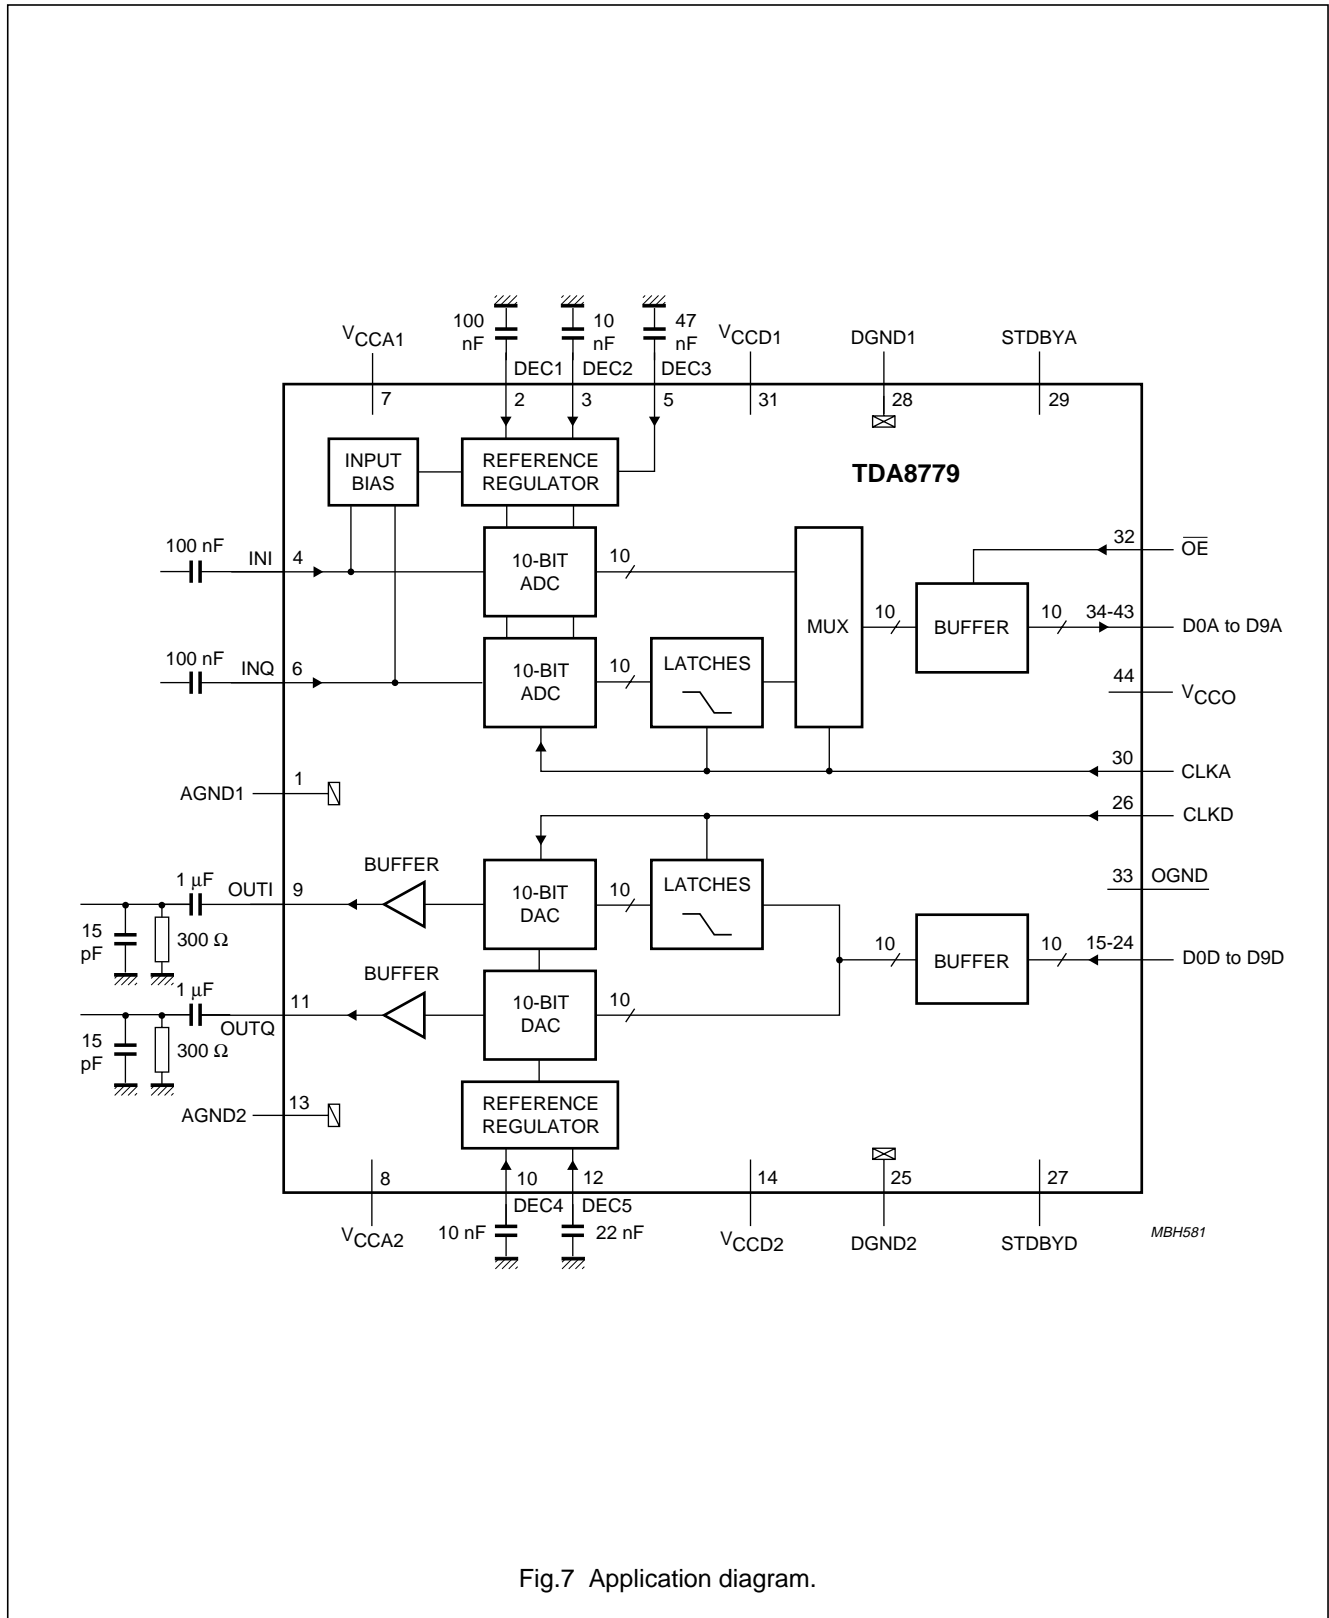 100 nF
10 nF
47 nF
VCCA1
VCCD1
DGND1
STDBYA
DEC1
DEC2
DEC3
7
2
3
5
31
28
29
INPUT BIAS
REFERENCE REGULATOR
TDA8779
100 nF
INI
4
10-BIT ADC
10
32
OE
MUX
10
BUFFER
10
34-43
D0A to D9A
100 nF
INQ
6
10-BIT ADC
10
LATCHES
44
VCCO
30
CLKA
1
AGND1
26
CLKD
BUFFER
1 μF
OUTI
9
10-BIT DAC
10
LATCHES
33
OGND
15 pF
300 Ω
10
BUFFER
10
15-24
D0D to D9D
BUFFER
1 μF
11
OUTQ
10-BIT DAC
10
15 pF
300 Ω
13
AGND2
REFERENCE REGULATOR
8
10
12
14
25
27
DEC4
DEC5
VCCA2
10 nF
22 nF
VCCD2
DGND2
STDBYD
MBH581
Fig.7 Application diagram.